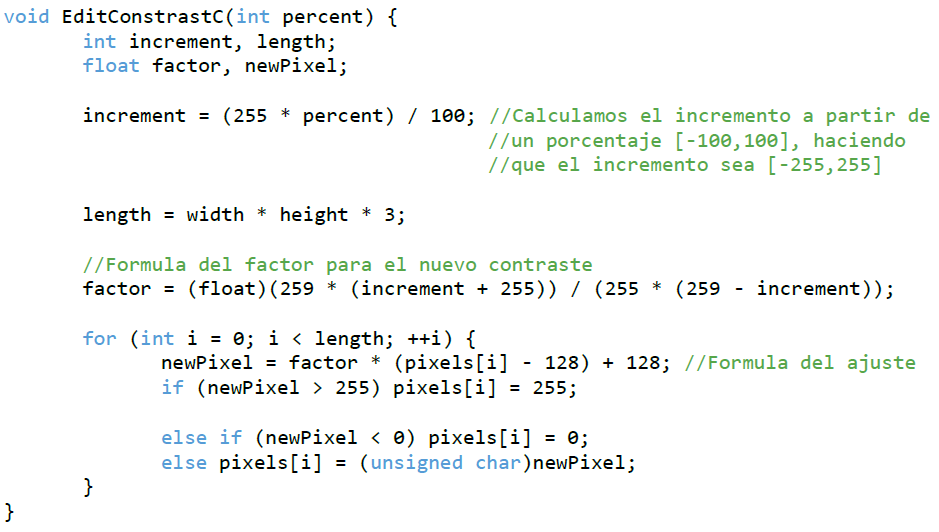 void EditConstrastC(int percent) {
int increment, length;
float factor, newPixel;
increment = (255 * percent) / 100; //Calculamos el incremento a partir de
//un porcentaje [-100,100], haciendo
//que el incremento sea [-255,255]
length = width * height * 3;
//Formula del factor para el nuevo contraste
factor = (float)(259 * (increment + 255)) / (255 * (259 - increment));
for (int i = 0; i < length; ++i) {
newPixel = factor * (pixels[i] - 128) + 128; //Formula del ajuste
if (newPixel > 255) pixels[i] = 255;
else if (newPixel < 0) pixels[i] = 0;
else pixels[i] = (unsigned char)newPixel;
}
}